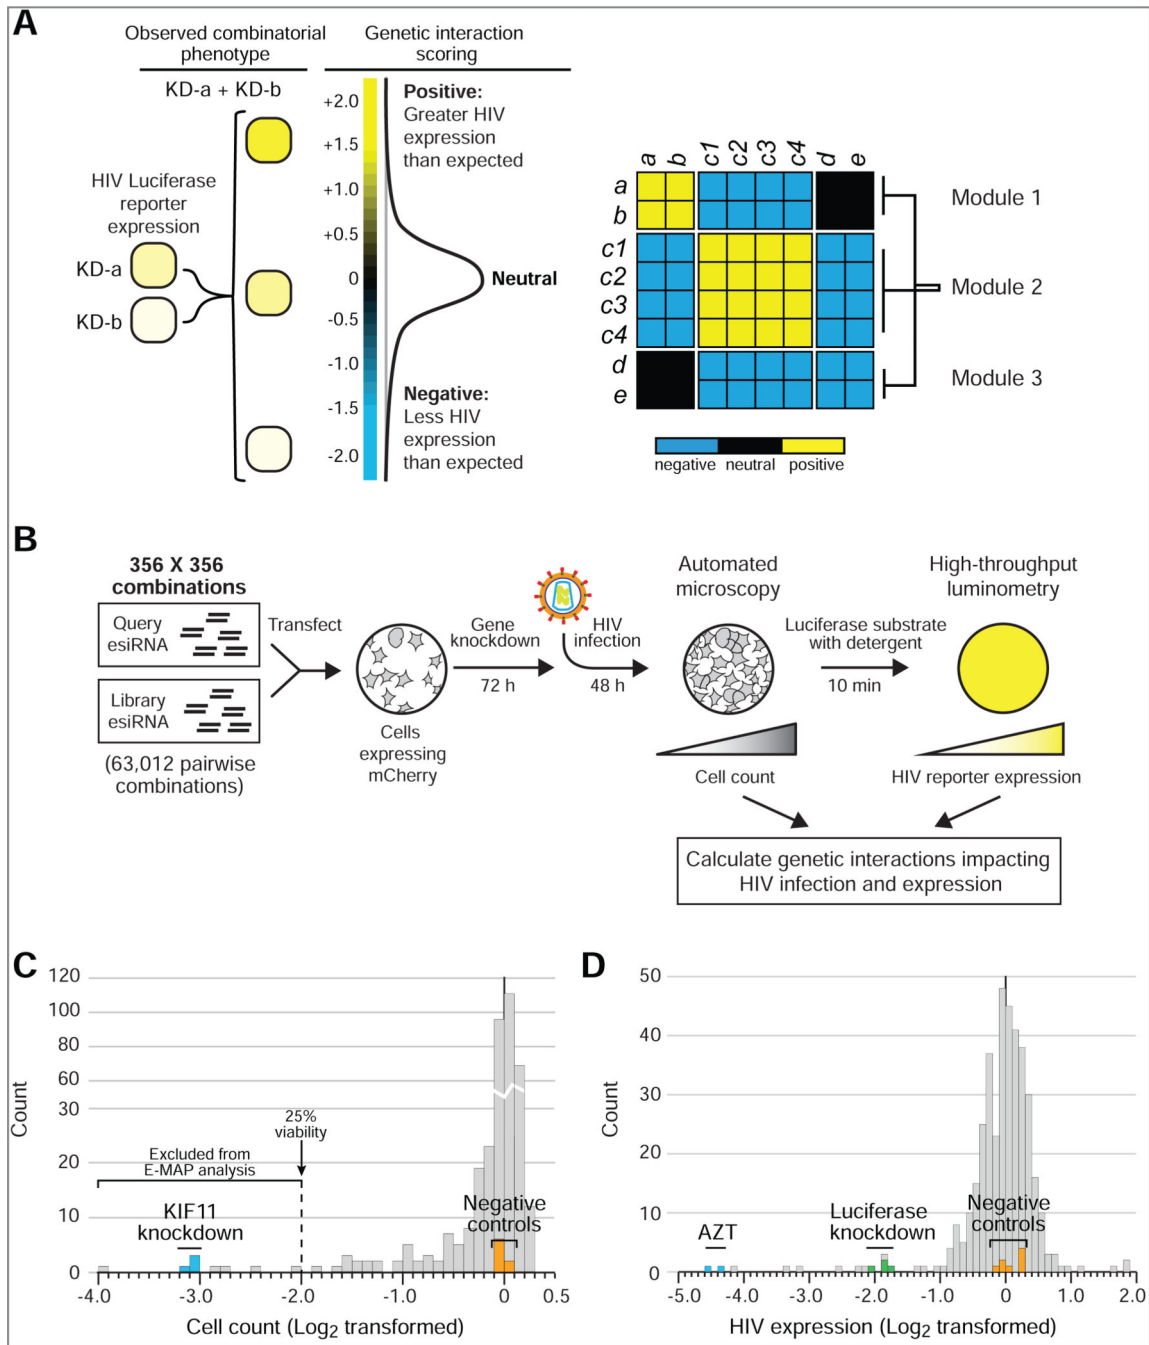 A
Observed combinatorial
phenotype
KD-a + KD-b
HIV Luciferase
reporter
expression
KD-a
KD-b
Genetic interaction
scoring
+2.0
+1.5
+1.0
+0.5
0
-0.5
-1.0
-1.5
-2.0
Positive:
Greater HIV
expression
than expected
Neutral
Negative:
Less HIV
expression
than expected
a b c1 c2 c3 c4 d e
a
b
c1
c2
c3
c4
d
e
Module 1
Module 2
Module 3
negative neutral positive
B
356 X 356
combinations
Query
esiRNA
Library
esiRNA
(63,012 pairwise
combinations)
Transfect
Cells
expressing
mCherry
Gene
knockdown
72 h
HIV
infection
48 h
Automated
microscopy
Cell count
Luciferase substrate
with detergent
10 min
High-throughput
luminometry
HIV reporter expression
Calculate genetic interactions impacting
HIV infection and expression
C
Count
120
100
80
60
30
20
10
0
25%
viability
Excluded from
E-MAP analysis
KIF11
knockdown
Negative
controls
-4.0 -3.0 -2.0 -1.0 0 0.5
Cell count (Log2 transformed)
D
Count
50
40
30
20
10
0
AZT
Luciferase
knockdown
Negative
controls
-5.0 -4.0 -3.0 -2.0 -1.0 0 1.0 2.0
HIV expression (Log2 transformed)